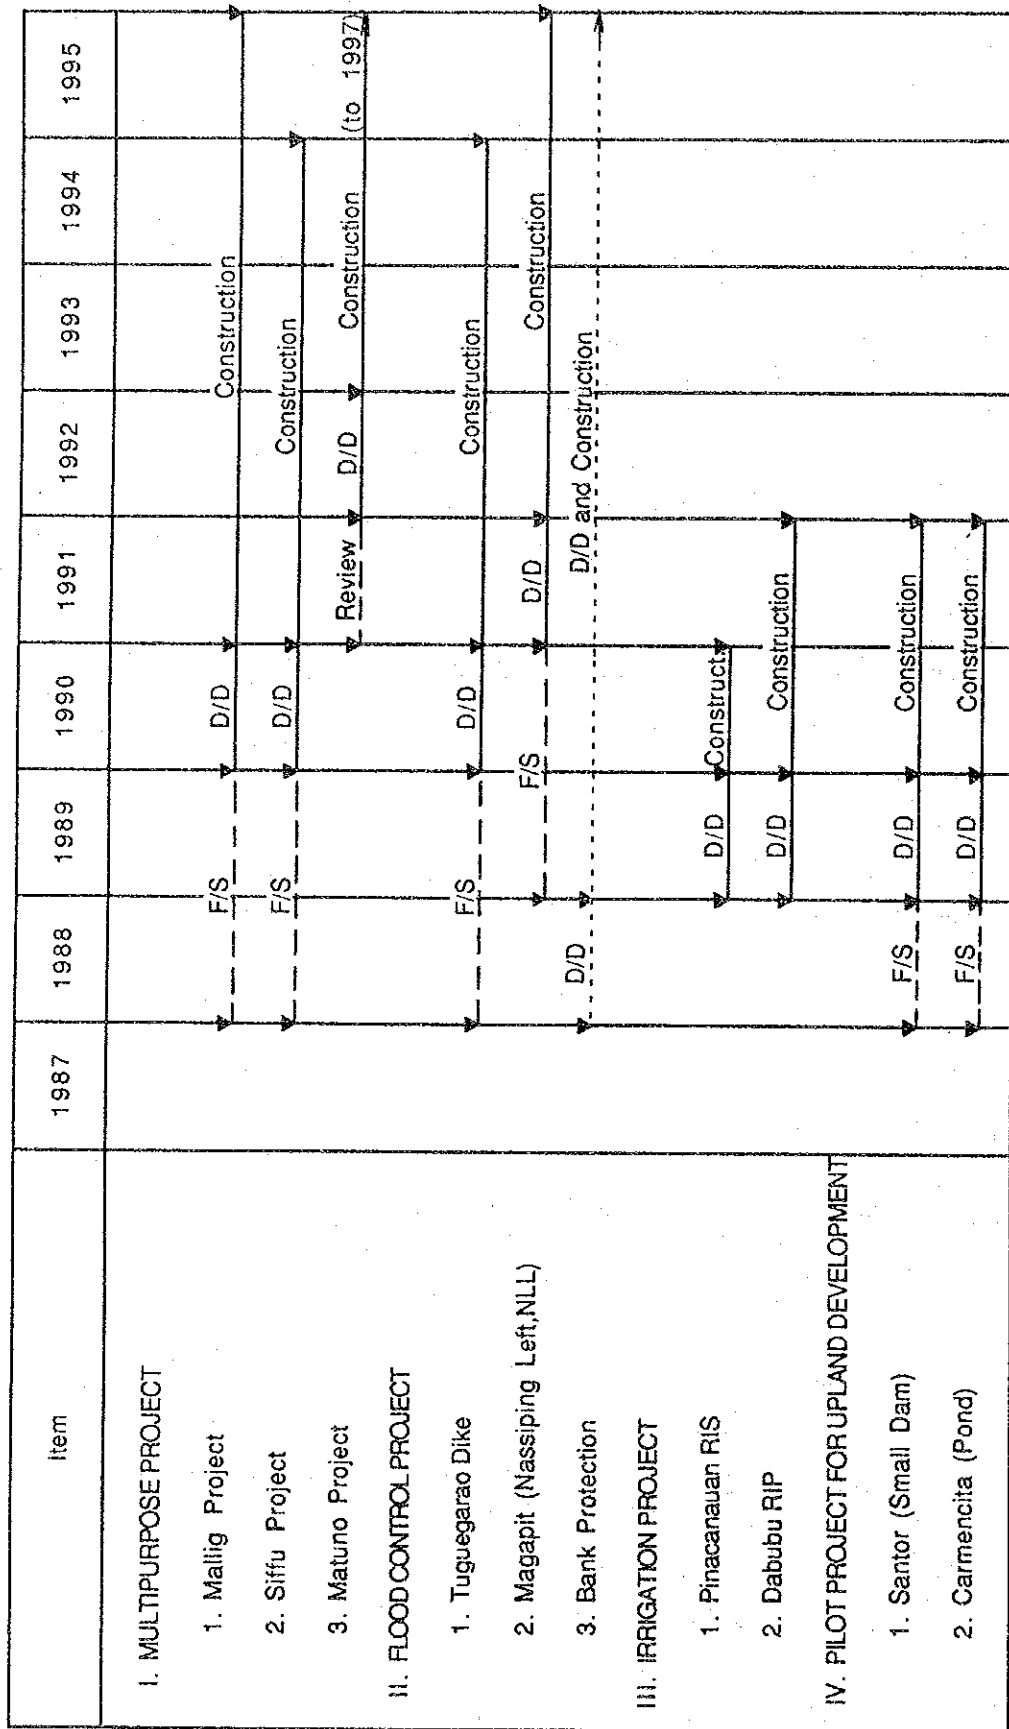 Item 1987 1988 1989 1990 1991 1992 1993 1994 1995
I. MULTIPURPOSE PROJECT
1. Mallig Project F/S D/D Construction
2. Siffu Project F/S D/D Construction
3. Matuno Project Review D/D Construction (to 1997)
II. FLOOD CONTROL PROJECT
1. Tuguegarao Dike F/S D/D Construction
2. Magapit (Nassiping Left,NLL) F/S D/D Construction
3. Bank Protection D/D D/D and Construction
III. IRRIGATION PROJECT
1. Pinacanauan RIS D/D Construct.
2. Dabubu RIP D/D Construction
IV. PILOT PROJECT FOR UPLAND DEVELOPMENT
1. Santor (Small Dam) F/S D/D Construction
2. Carmencita (Pond) F/S D/D Construction